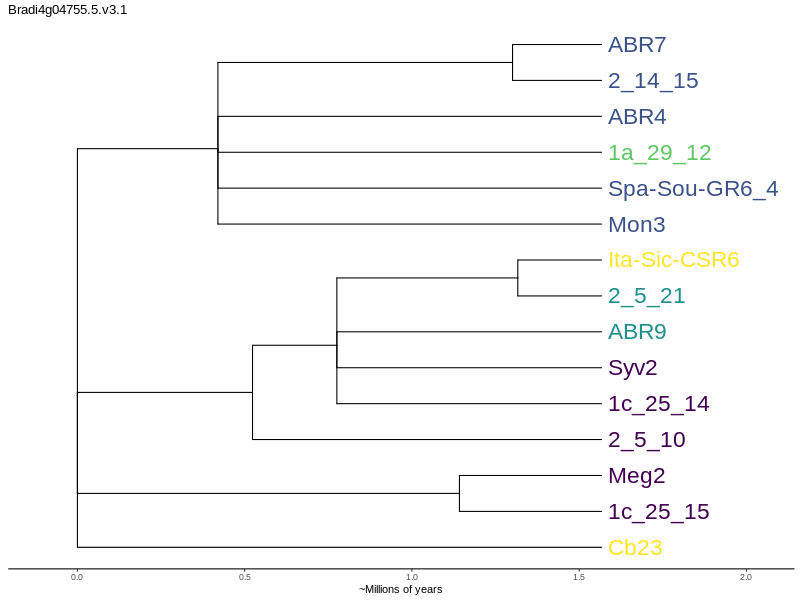 Bradi4g04755.5.v3.1
ABR7
2_14_15
ABR4
1a_29_12
Spa-Sou-GR6_4
Mon3
Ita-Sic-CSR6
2_5_21
ABR9
Syv2
1c_25_14
2_5_10
Meg2
1c_25_15
Cb23
0.0 0.5 1.0 1.5 2.0
~Millions of years